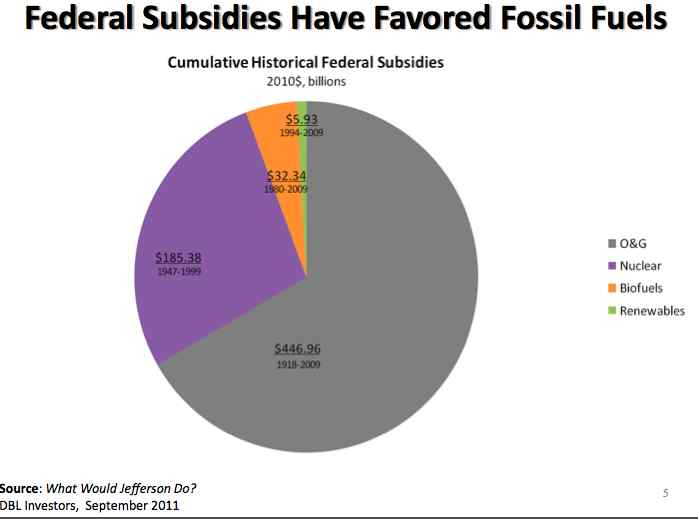 Federal Subsidies Have Favored Fossil Fuels
Cumulative Historical Federal Subsidies
2010$, billions
$5.93
1994-2009
$32.34
1980-2009
$185.38
1947-1999
$446.96
1918-2009
O&G
Nuclear
Biofuels
Renewables
Source: What Would Jefferson Do?
DBL Investors, September 2011
5